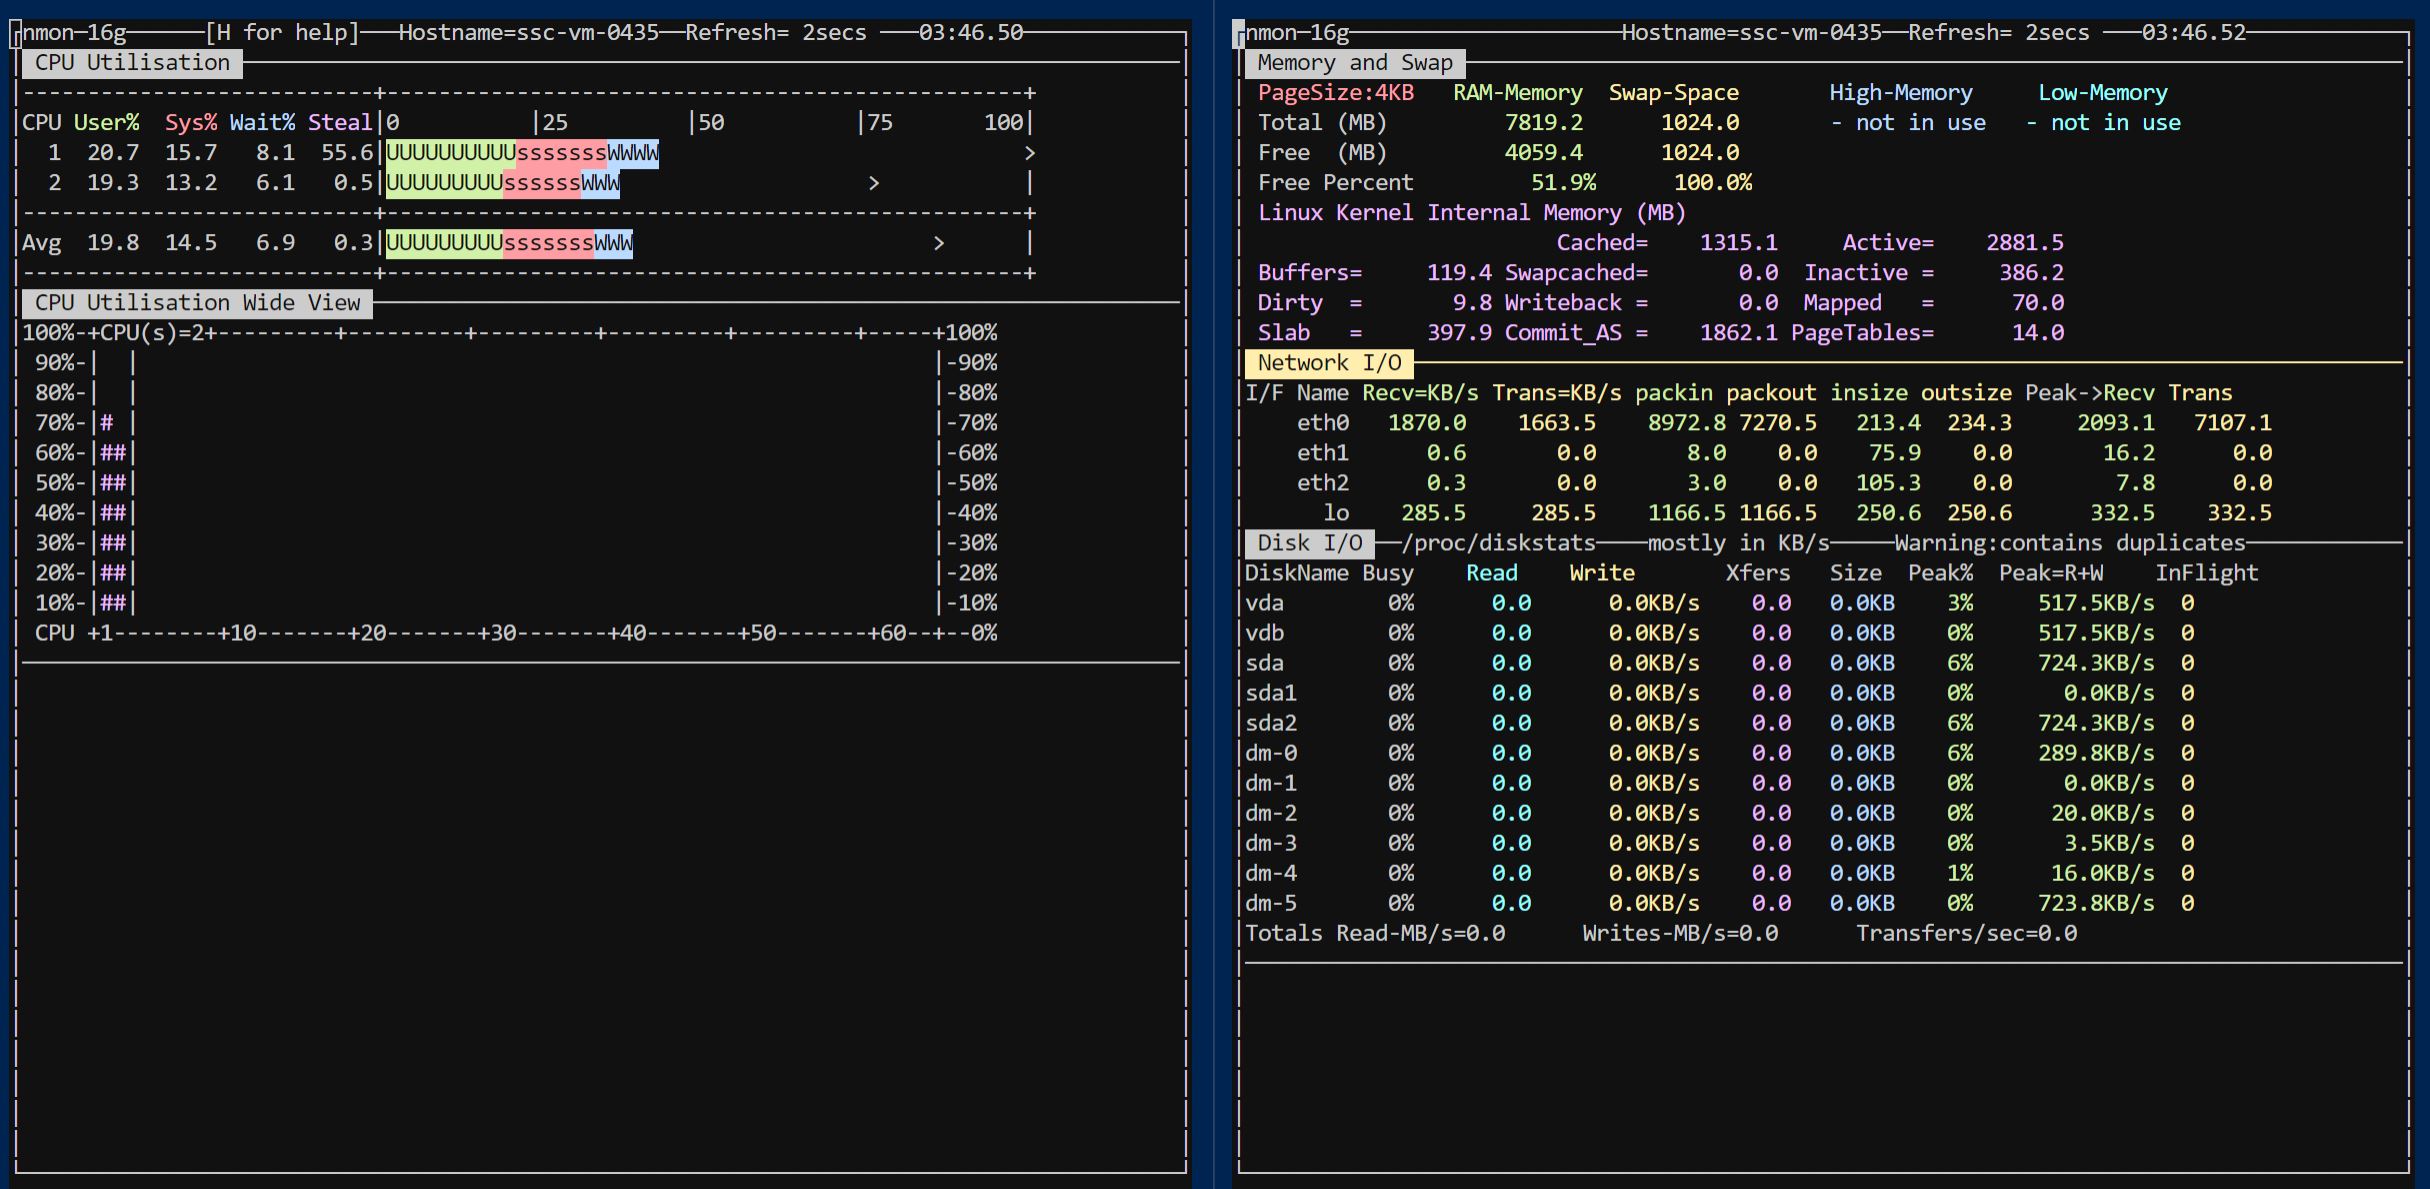 nmon─16g──────[H for help]───Hostname=ssc-vm-0435──Refresh= 2secs ───03:46.50
CPU Utilisation
---------------------------+-------------------------------------------------+
CPU User%  Sys% Wait% Steal|0          |25         |50          |75       100|
  1  20.7  15.7   8.1  55.6|UUUUUUUUUUsssssssWWWW                            >
  2  19.3  13.2   6.1   0.5|UUUUUUUUUssssssWWW                   >           |
---------------------------+-------------------------------------------------+
Avg  19.8  14.5   6.9   0.3|UUUUUUUUUsssssssWWW                       >      |
---------------------------+-------------------------------------------------+
CPU Utilisation Wide View
100%-+CPU(s)=2+---------+---------+---------+---------+---------+-----+100%
 90%-|  |                                                             |-90%
 80%-|  |                                                             |-80%
 70%-|# |                                                             |-70%
 60%-|##|                                                             |-60%
 50%-|##|                                                             |-50%
 40%-|##|                                                             |-40%
 30%-|##|                                                             |-30%
 20%-|##|                                                             |-20%
 10%-|##|                                                             |-10%
 CPU +1--------+10-------+20-------+30-------+40-------+50-------+60--+--0%
nmon─16g─────────────────────Hostname=ssc-vm-0435──Refresh= 2secs ───03:46.52
Memory and Swap
PageSize:4KB   RAM-Memory  Swap-Space       High-Memory     Low-Memory
Total (MB)         7819.2      1024.0       - not in use   - not in use
Free  (MB)         4059.4      1024.0
Free Percent         51.9%      100.0%
Linux Kernel Internal Memory (MB)
Cached=    1315.1     Active=    2881.5
Buffers=     119.4 Swapcached=       0.0  Inactive =     386.2
Dirty  =       9.8 Writeback =       0.0  Mapped   =      70.0
Slab   =     397.9 Commit_AS =    1862.1 PageTables=      14.0
Network I/O
I/F Name Recv=KB/s Trans=KB/s packin packout insize outsize Peak->Recv Trans
eth0   1870.0    1663.5    8972.8 7270.5   213.4  234.3     2093.1   7107.1
eth1      0.6       0.0       8.0    0.0    75.9    0.0       16.2      0.0
eth2      0.3       0.0       3.0    0.0   105.3    0.0        7.8      0.0
lo    285.5     285.5    1166.5 1166.5   250.6  250.6      332.5    332.5
Disk I/O ──/proc/diskstats────mostly in KB/s─────Warning:contains duplicates
DiskName Busy    Read    Write       Xfers   Size  Peak%  Peak=R+W    InFlight
vda        0%      0.0      0.0KB/s    0.0   0.0KB    3%     517.5KB/s  0
vdb        0%      0.0      0.0KB/s    0.0   0.0KB    0%     517.5KB/s  0
sda        0%      0.0      0.0KB/s    0.0   0.0KB    6%     724.3KB/s  0
sda1       0%      0.0      0.0KB/s    0.0   0.0KB    0%       0.0KB/s  0
sda2       0%      0.0      0.0KB/s    0.0   0.0KB    6%     724.3KB/s  0
dm-0       0%      0.0      0.0KB/s    0.0   0.0KB    6%     289.8KB/s  0
dm-1       0%      0.0      0.0KB/s    0.0   0.0KB    0%       0.0KB/s  0
dm-2       0%      0.0      0.0KB/s    0.0   0.0KB    0%      20.0KB/s  0
dm-3       0%      0.0      0.0KB/s    0.0   0.0KB    0%       3.5KB/s  0
dm-4       0%      0.0      0.0KB/s    0.0   0.0KB    1%      16.0KB/s  0
dm-5       0%      0.0      0.0KB/s    0.0   0.0KB    0%     723.8KB/s  0
Totals Read-MB/s=0.0      Writes-MB/s=0.0      Transfers/sec=0.0